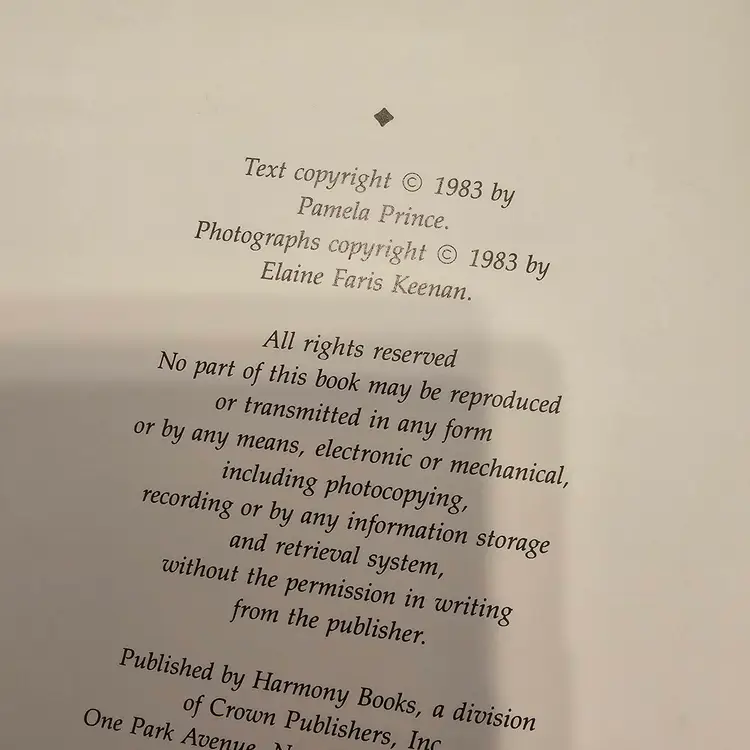 Text copyright © 1983 by
Pamela Prince.
Photographs copyright © 1983 by
Elaine Faris Keenan.
All rights reserved
No part of this book may be reproduced
or transmitted in any form
or by any means, electronic or mechanical,
including photocopying,
recording or by any information storage
and retrieval system,
without the permission in writing
from the publisher.
Published by Harmony Books, a division
of Crown Publishers, Inc
One Park Avenue,